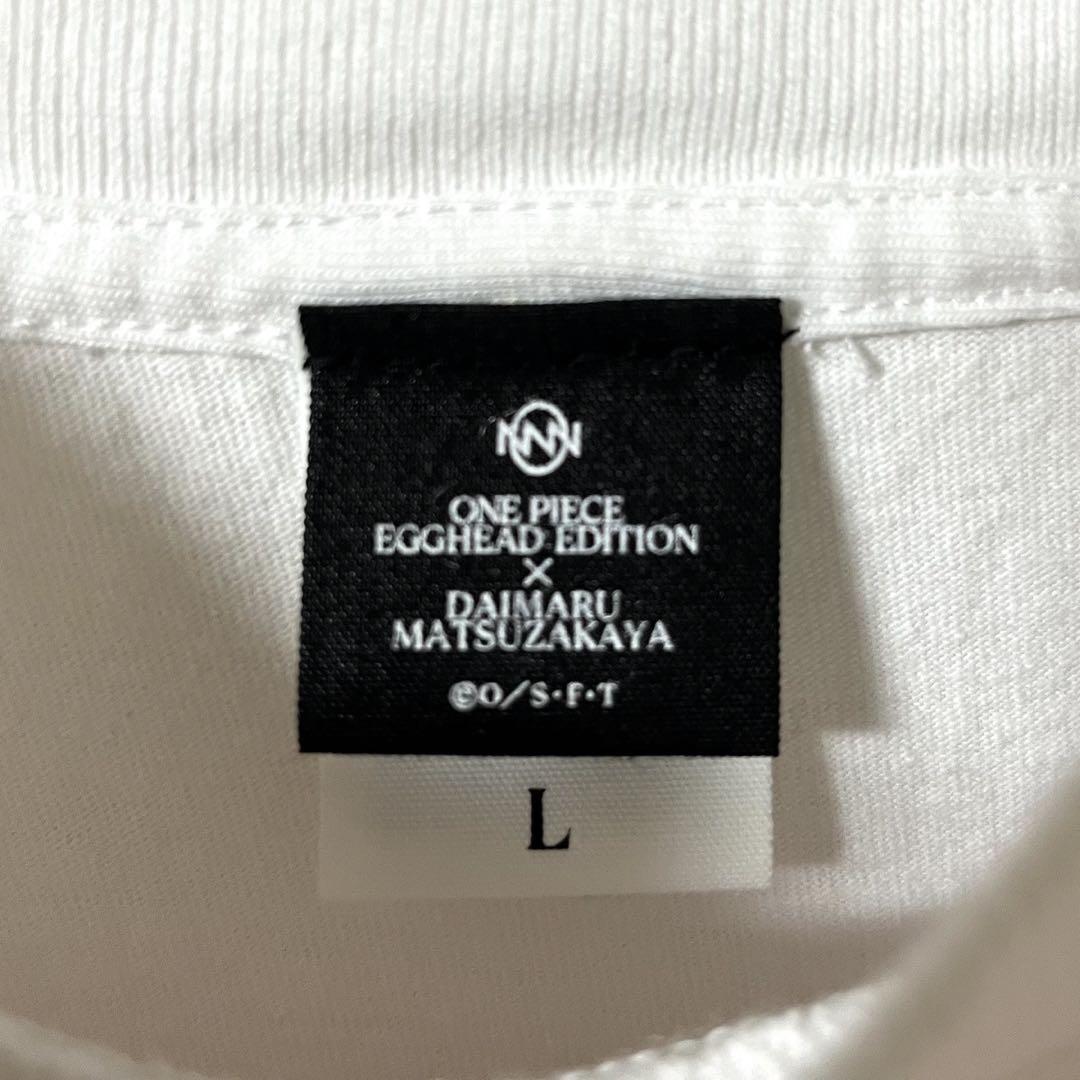 ONE PIECE
EGGHEAD EDITION
×
DAIMARU
MATSUZAKAYA
©O/S・F・T
L